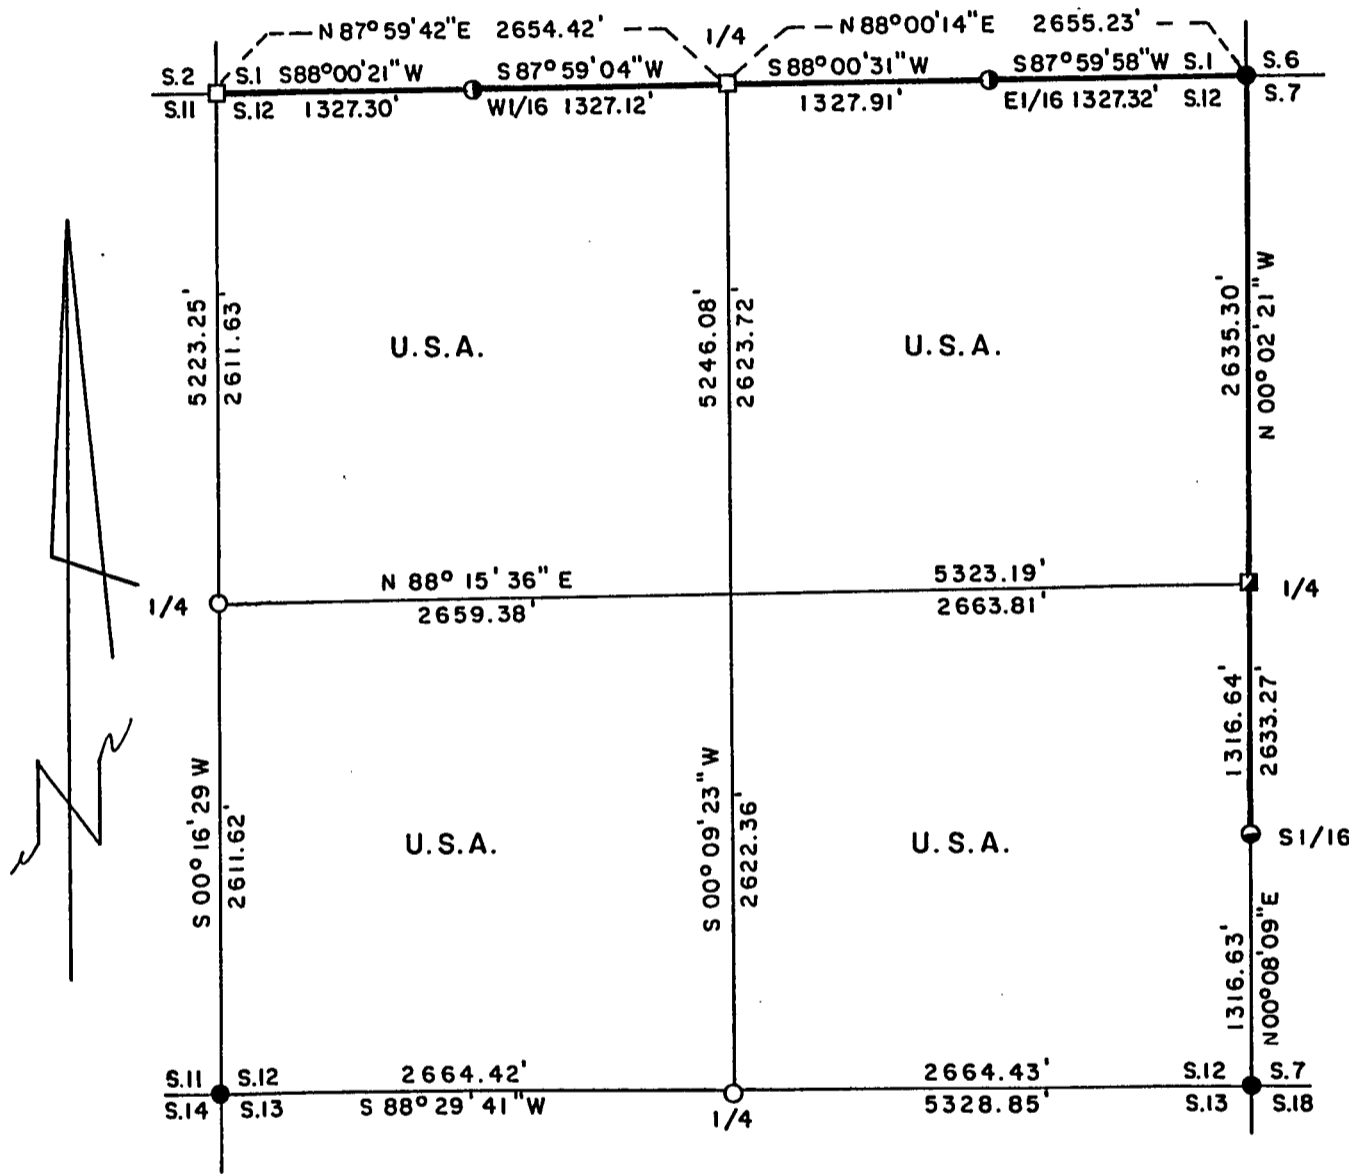 N 87° 59' 42" E 2654.42'
1/4
N 88° 00' 14" E 2655.23'
S.2 S.1 S88° 00' 21" W S 87° 59' 04" W S 88° 00' 31" W S 87° 59' 58" W S.1 S.6
S.11 S.12 1327.30' W1/16 1327.12' 1327.91' E1/16 1327.32' S.12 S.7
5223.25'
2611.63'
U.S.A.
5246.08'
2623.72'
U.S.A.
2635.30'
N 00° 02' 21" W
N 88° 15' 36" E 5323.19'
1/4 2659.38' 2663.81' 1/4
S 00° 16' 29 W
2611.62'
U.S.A.
S 00° 09' 23" W
2622.36'
U.S.A.
1316.64'
2633.27'
S1/16
1316.63'
N00° 08' 09" E
N
S.11 S.12 2664.42' 2664.43' S.12 S.7
S.14 S.13 S 88° 29' 41" W 1/4 5328.85' S.13 S.18